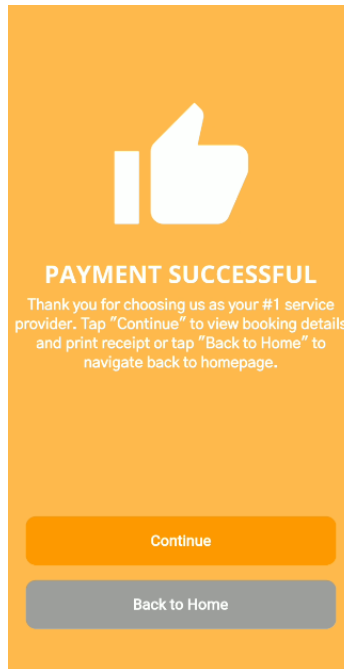 PAYMENT SUCCESSFUL
Thank you for choosing us as your #1 service
provider. Tap "Continue" to view booking details
and print receipt or tap "Back to Home" to
navigate back to homepage.
Continue
Back to Home